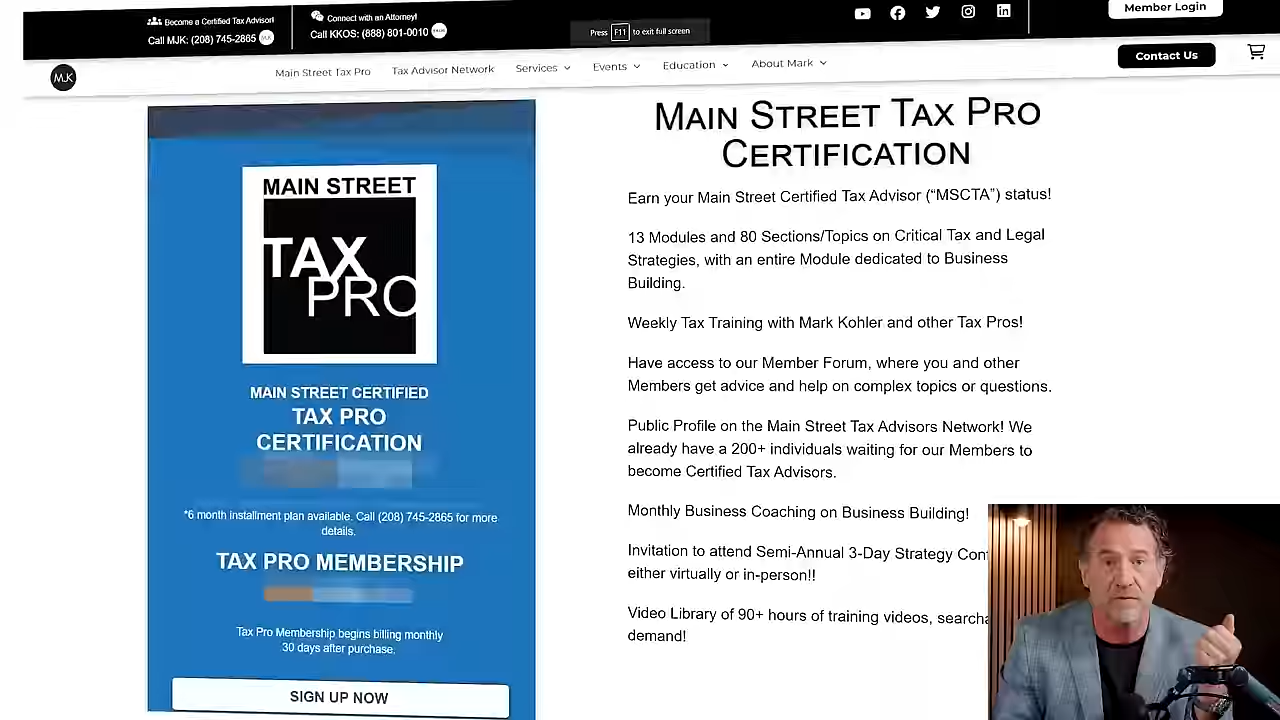 Become a Certified Tax Advisor!
Call MJK: (208) 745-2865
Connect with an Attorney!
Call KKOS: (888) 801-0010
Press F11 to exit full screen
Member Login
MJK
Main Street Tax Pro
Tax Advisor Network
Services
Events
Education
About Mark
Contact Us
MAIN STREET
TAX
PRO
MAIN STREET CERTIFIED
TAX PRO
CERTIFICATION
*6 month installment plan available. Call (208) 745-2865 for more
details.
TAX PRO MEMBERSHIP
Tax Pro Membership begins billing monthly
30 days after purchase.
SIGN UP NOW
MAIN STREET TAX PRO
CERTIFICATION
Earn your Main Street Certified Tax Advisor (“MSCTA”) status!
13 Modules and 80 Sections/Topics on Critical Tax and Legal
Strategies, with an entire Module dedicated to Business
Building.
Weekly Tax Training with Mark Kohler and other Tax Pros!
Have access to our Member Forum, where you and other
Members get advice and help on complex topics or questions.
Public Profile on the Main Street Tax Advisors Network! We
already have a 200+ individuals waiting for our Members to
become Certified Tax Advisors.
Monthly Business Coaching on Business Building!
Invitation to attend Semi-Annual 3-Day Strategy
either virtually or in-person!!
Video Library of 90+ hours of training videos,
demand!